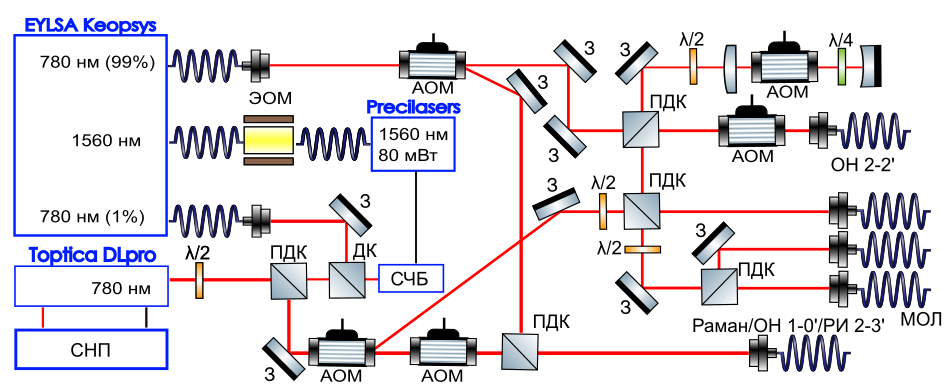 EYLSA Keopsys
780 нм (99%)
1560 нм
780 нм (1%)
ЭОМ
Precilasers
1560 нм
80 мВт
АОМ
З
З
З
З
λ/2
АОМ
λ/4
ПДК
АОМ
ОН 2-2'
З
λ/2
ПДК
λ/2
З
З
ПДК
МОЛ
З
ДК
СЧБ
ПДК
λ/2
Toptica DLpro
780 нм
СНП
З
АОМ
АОМ
ПДК
Раман/ОН 1-0'/РИ 2-3'